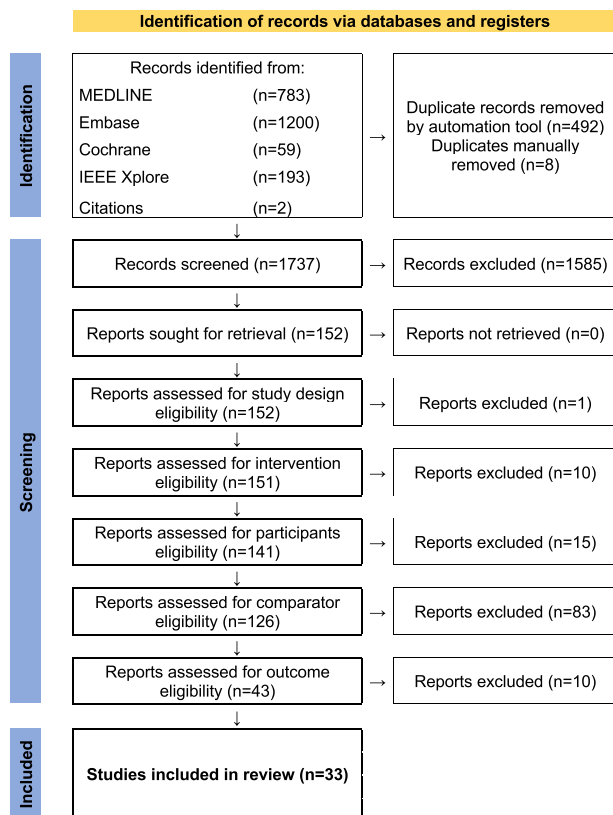 Identification of records via databases and registers
Identification
Records identified from:
MEDLINE (n=783)
Embase (n=1200)
Cochrane (n=59)
IEEE Xplore (n=193)
Citations (n=2)
→
Duplicate records removed
by automation tool (n=492)
Duplicates manually
removed (n=8)
↓
Screening
Records screened (n=1737)
→
Records excluded (n=1585)
↓
Reports sought for retrieval (n=152)
→
Reports not retrieved (n=0)
↓
Reports assessed for study design
eligibility (n=152)
→
Reports excluded (n=1)
↓
Reports assessed for intervention
eligibility (n=151)
→
Reports excluded (n=10)
↓
Reports assessed for participants
eligibility (n=141)
→
Reports excluded (n=15)
↓
Reports assessed for comparator
eligibility (n=126)
→
Reports excluded (n=83)
↓
Reports assessed for outcome
eligibility (n=43)
→
Reports excluded (n=10)
↓
Included
Studies included in review (n=33)